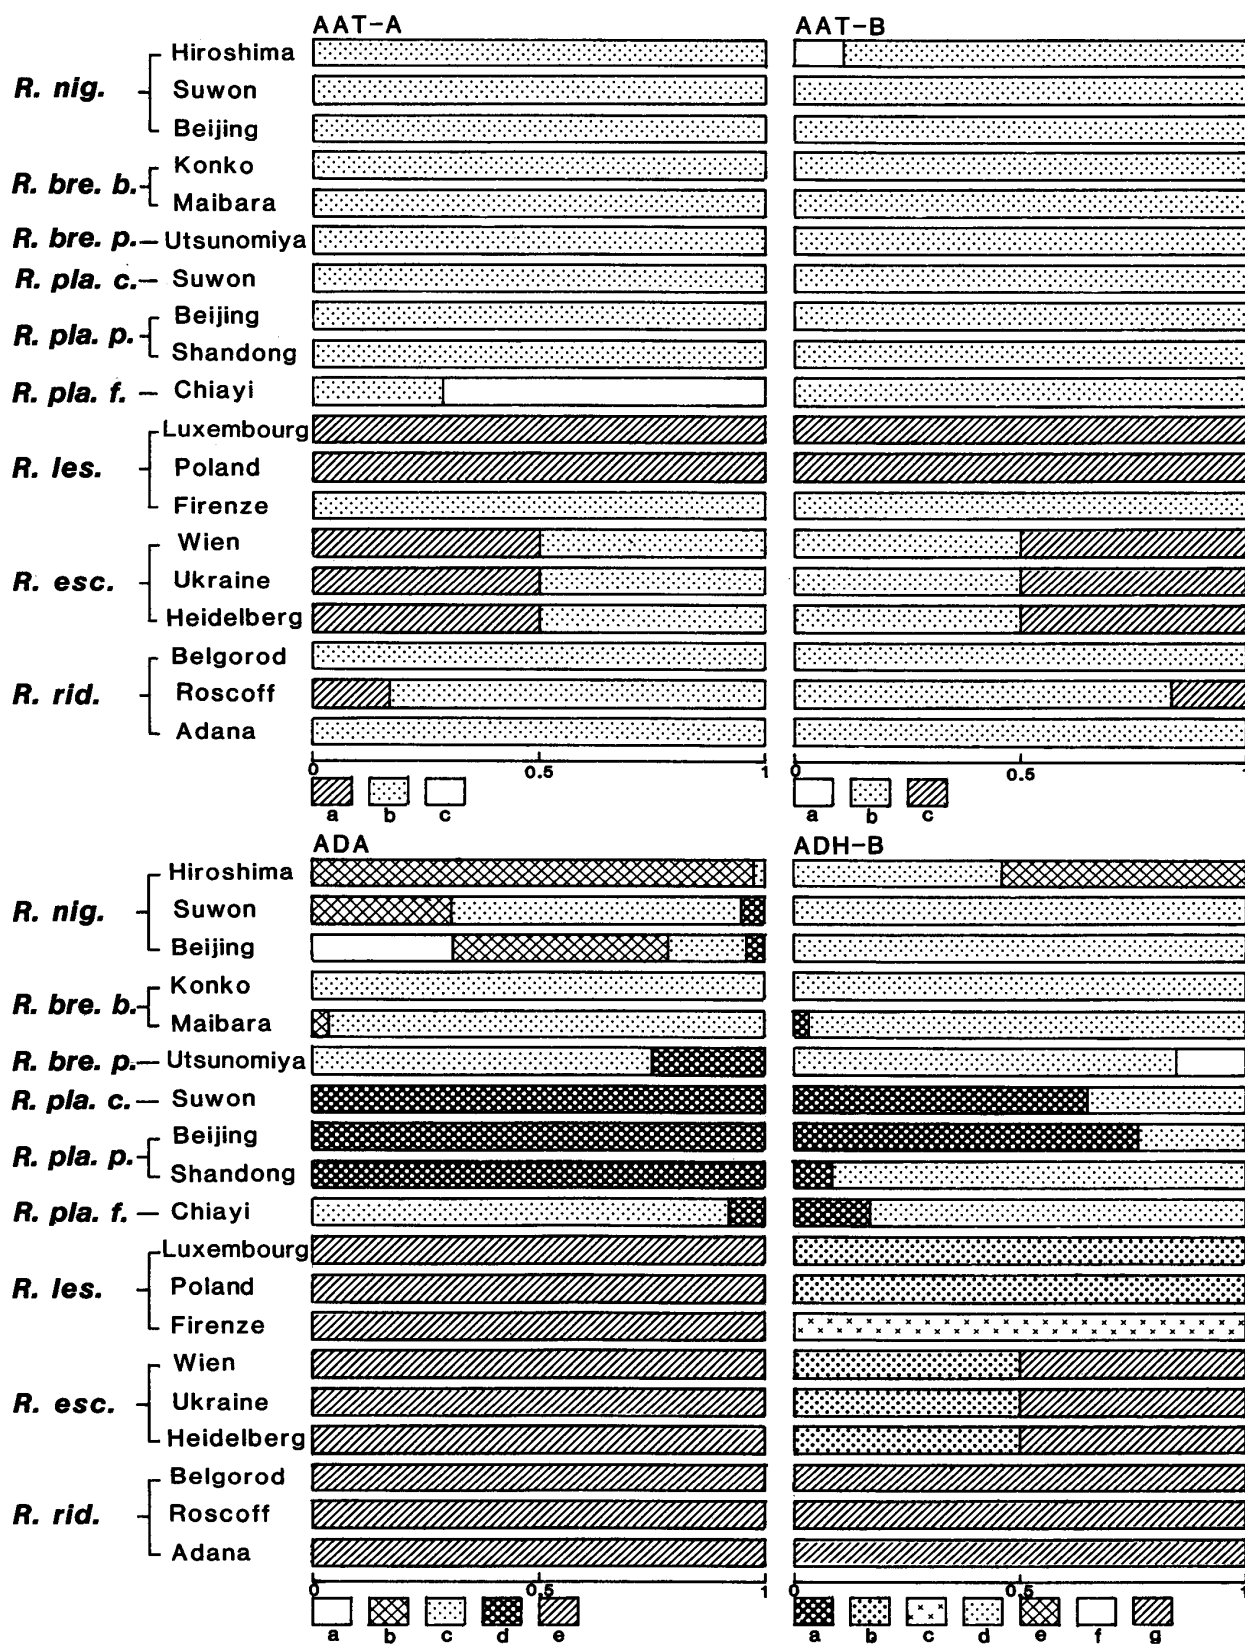 AAT-A AAT-B
R. nig. Hiroshima
Suwon
Beijing
R. bre. b. Konko
Maibara
R. bre. p. Utsunomiya
R. pla. c. Suwon
R. pla. p. Beijing
Shandong
R. pla. f. Chiayi
R. les. Luxembourg
Poland
Firenze
R. esc. Wien
Ukraine
Heidelberg
R. rid. Belgorod
Roscoff
Adana
0 0.5 1 0 0.5 1
a b c a b c
ADA ADH-B
R. nig. Hiroshima
Suwon
Beijing
R. bre. b. Konko
Maibara
R. bre. p. Utsunomiya
R. pla. c. Suwon
R. pla. p. Beijing
Shandong
R. pla. f. Chiayi
R. les. Luxembourg
Poland
Firenze
R. esc. Wien
Ukraine
Heidelberg
R. rid. Belgorod
Roscoff
Adana
0 0.5 1 0 0.5 1
a b c d e a b c d e f g